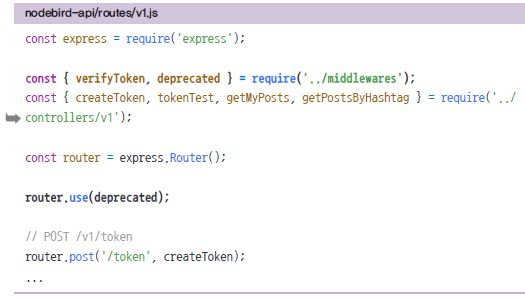 nodebird-api/routes/v1.js
const express = require('express');
const { verifyToken, deprecated } = require('../middlewares');
const { createToken, tokenTest, getMyPosts, getPostsByHashtag } = require('../
controllers/v1');
const router = express.Router();
router.use(deprecated);
// POST /v1/token
router.post('/token', createToken);
...